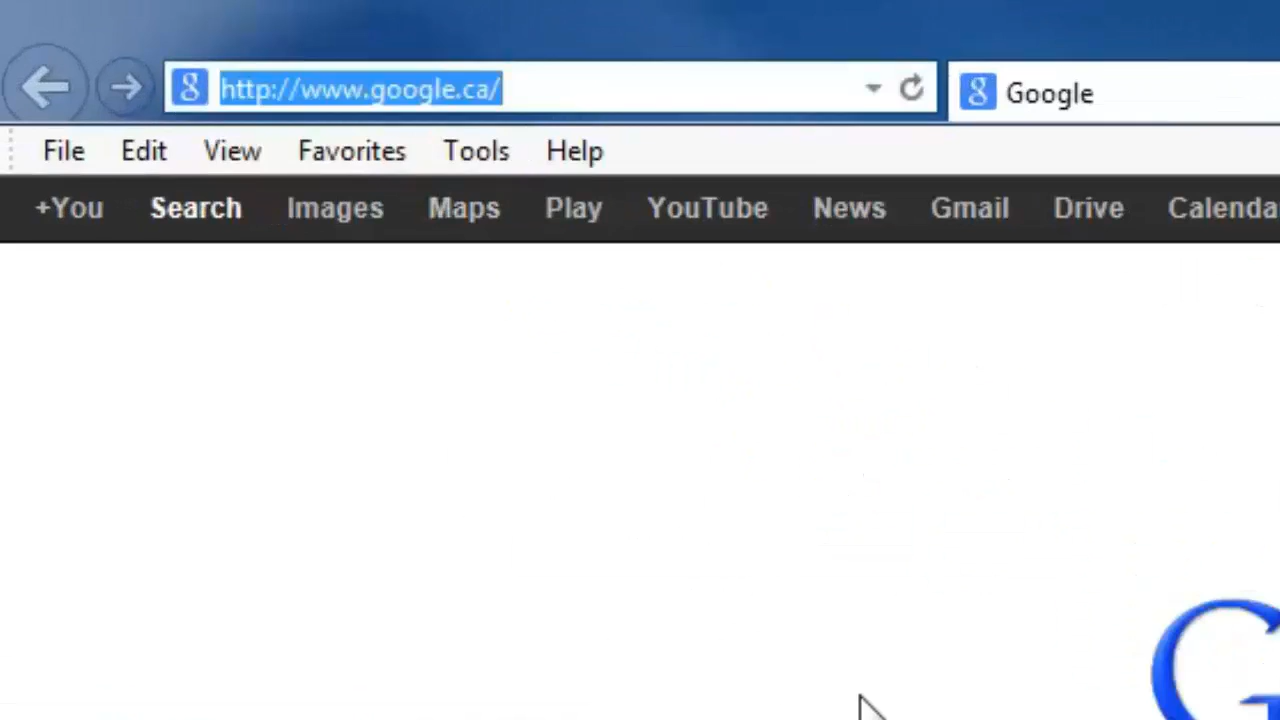 http://www.google.ca/ Google
File Edit View Favorites Tools Help
+You Search Images Maps Play YouTube News Gmail Drive Calenda
G